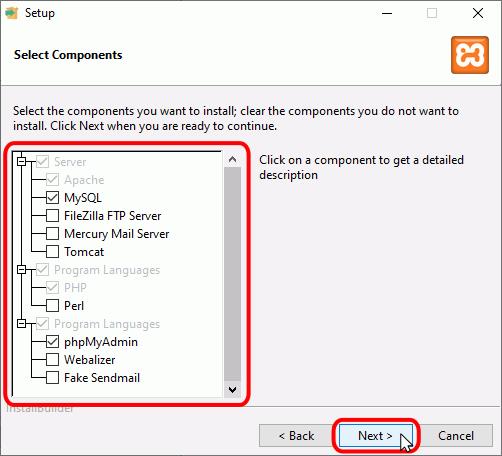 Setup
Select Components
Select the components you want to install; clear the components you do not want to
install. Click Next when you are ready to continue.
Server
Apache
MySQL
FileZilla FTP Server
Mercury Mail Server
Tomcat
Program Languages
PHP
Perl
Program Languages
phpMyAdmin
Webalizer
Fake Sendmail
Click on a component to get a detailed
description
InstallBuilder
< Back
Next >
Cancel